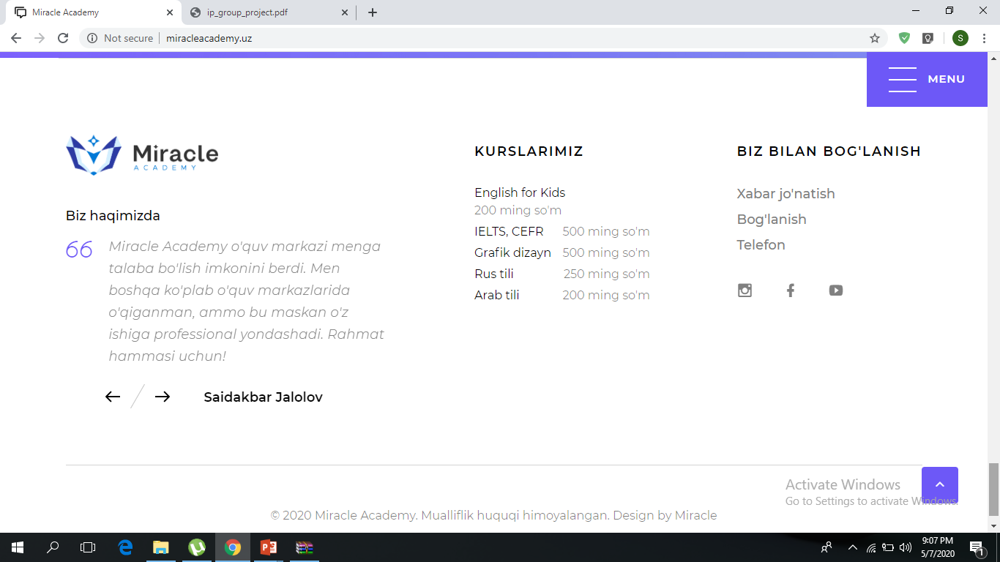 Miracle Academy
ip_group_project.pdf
Not secure
miracleacademy.uz
S
MENU
Miracle
ACADEMY
Biz haqimizda
66
Miracle Academy o'quv markazi menga
talaba bo'lish imkonini berdi. Men
boshqa ko'plab o'quv markazlarida
o'qiganman, ammo bu maskan o'z
ishiga professional yondashadi. Rahmat
hammasi uchun!
Saidakbar Jalolov
KURSLARIMIZ
English for Kids
200 ming so'm
IELTS, CEFR 500 ming so'm
Grafik dizayn 500 ming so'm
Rus tili 250 ming so'm
Arab tili 200 ming so'm
BIZ BILAN BOG'LANISH
Xabar jo'natish
Bog'lanish
Telefon
Activate Windows
Go to Settings to activate Windows.
© 2020 Miracle Academy. Mualliflik huquqi himoyalangan. Design by Miracle
9:07 PM
5/7/2020
1